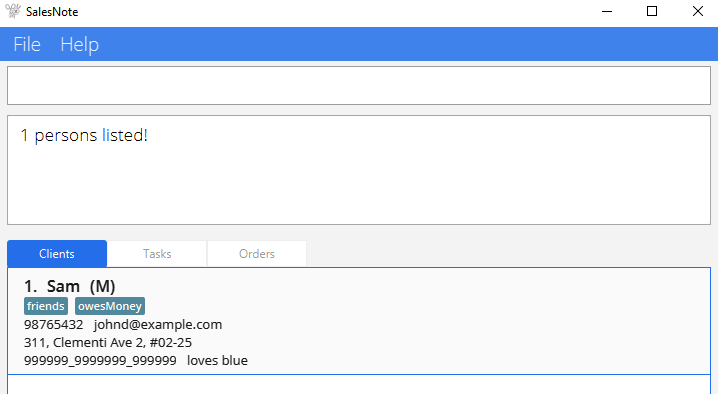 SalesNote
File Help
1 persons listed!
Clients Tasks Orders
1. Sam (M)
friends owesMoney
98765432 johnd@example.com
311, Clementi Ave 2, #02-25
999999_9999999_999999 loves blue